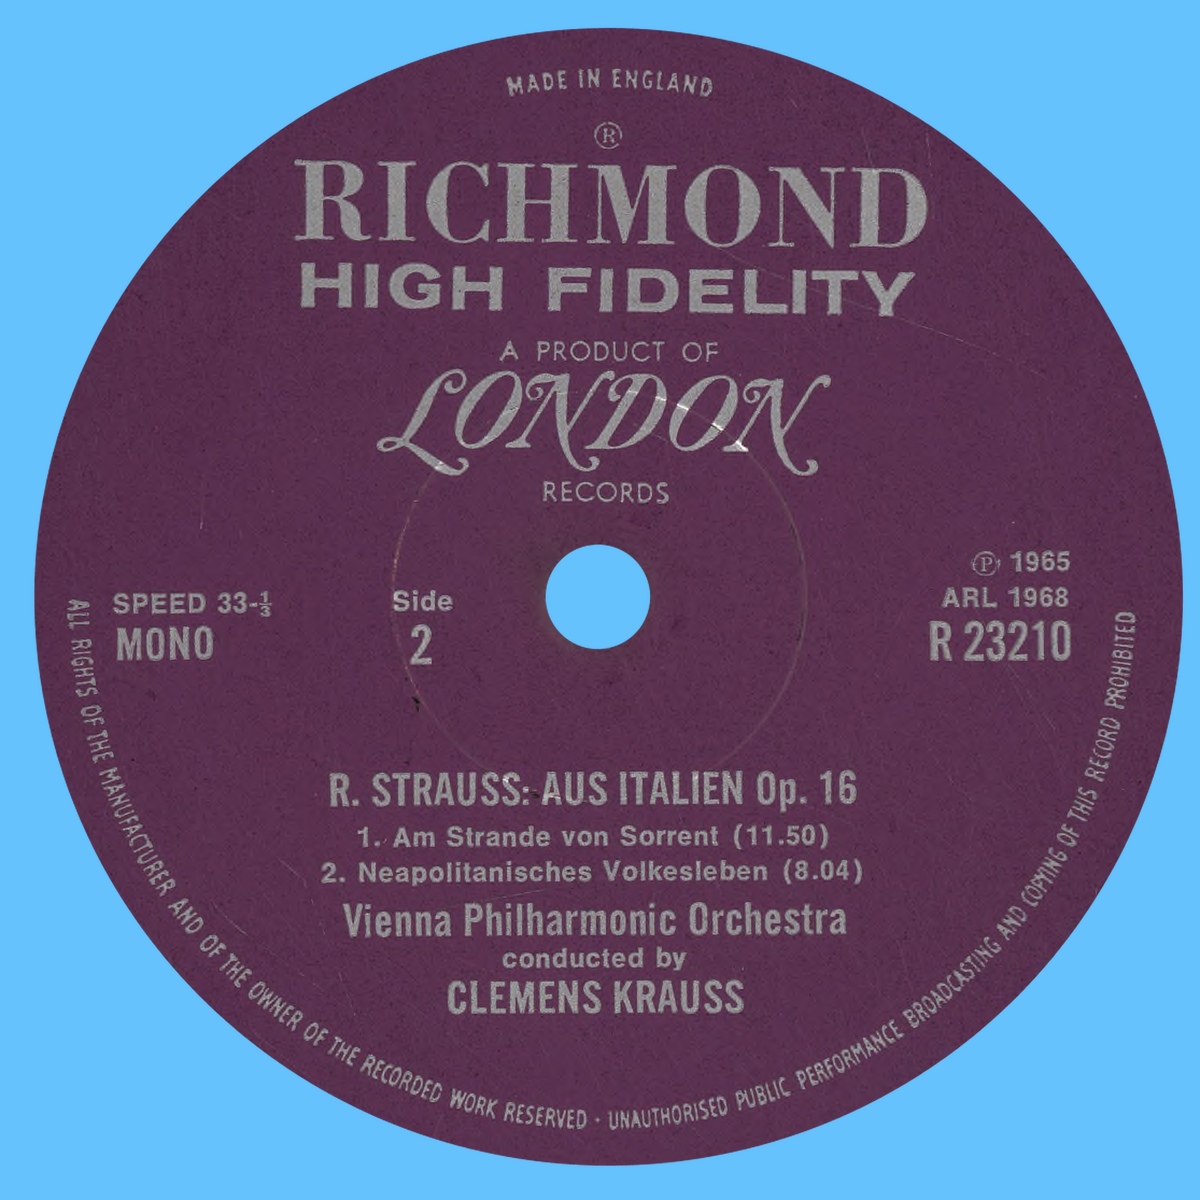 MADE IN ENGLAND
®
RICHMOND
HIGH FIDELITY
A PRODUCT OF
LONDON
RECORDS
SPEED 33-⅓
MONO
Side
2
℗ 1965
ARL 1968
R 23210
R. STRAUSS: AUS ITALIEN Op. 16
1. Am Strande von Sorrent (11.50)
2. Neapolitanisches Volkesleben (8.04)
Vienna Philharmonic Orchestra
conducted by
CLEMENS KRAUSS
ALL RIGHTS OF THE MANUFACTURER AND OF THE OWNER OF THE RECORDED WORK RESERVED · UNAUTHORISED PUBLIC PERFORMANCE BROADCASTING AND COPYING OF THIS RECORD PROHIBITED